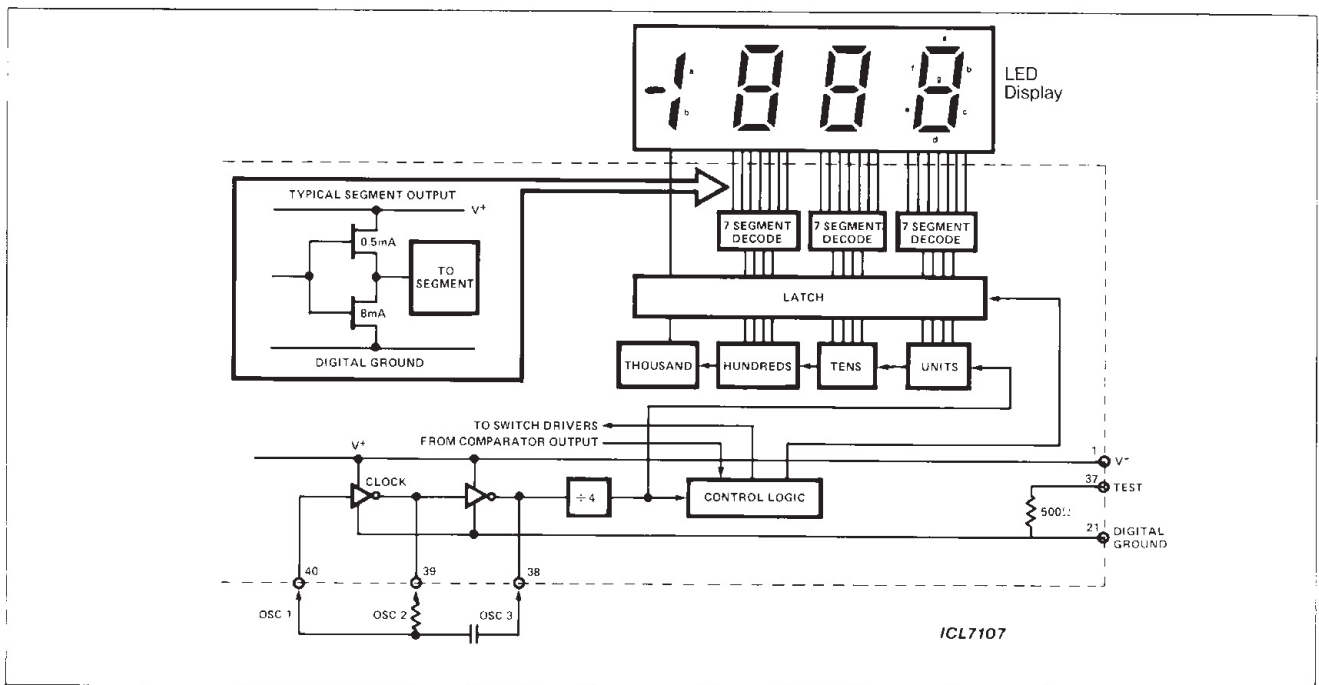 a
b
a
f
b
g
e
c
d
LED
Display
TYPICAL SEGMENT OUTPUT
V+
0.5mA
TO
SEGMENT
8mA
DIGITAL GROUND
7 SEGMENT
DECODE
7 SEGMENT
DECODE
7 SEGMENT
DECODE
LATCH
THOUSAND
HUNDREDS
TENS
UNITS
TO SWITCH DRIVERS
FROM COMPARATOR OUTPUT
V+
CLOCK
÷4
CONTROL LOGIC
1
V+
37
TEST
500Ω
21
DIGITAL
GROUND
40
39
38
OSC 1
OSC 2
OSC 3
ICL7107